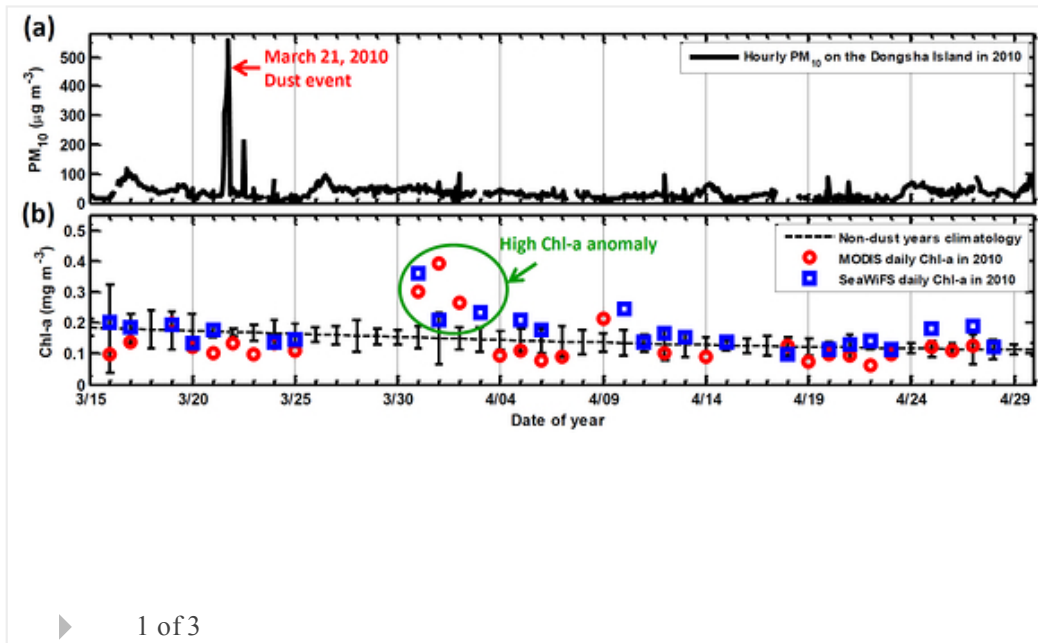 (a)
500
400
300
200
100
0
PM10 (μg m-3)
March 21, 2010
Dust event
Hourly PM10 on the Dongsha Island in 2010
(b)
0.5
0.4
0.3
0.2
0.1
0
Chl-a (mg m-3)
High Chl-a anomaly
Non-dust years climatology
MODIS daily Chl-a in 2010
SeaWiFS daily Chl-a in 2010
3/15 3/20 3/25 3/30 4/04 4/09 4/14 4/19 4/24 4/29
Date of year
1 of 3